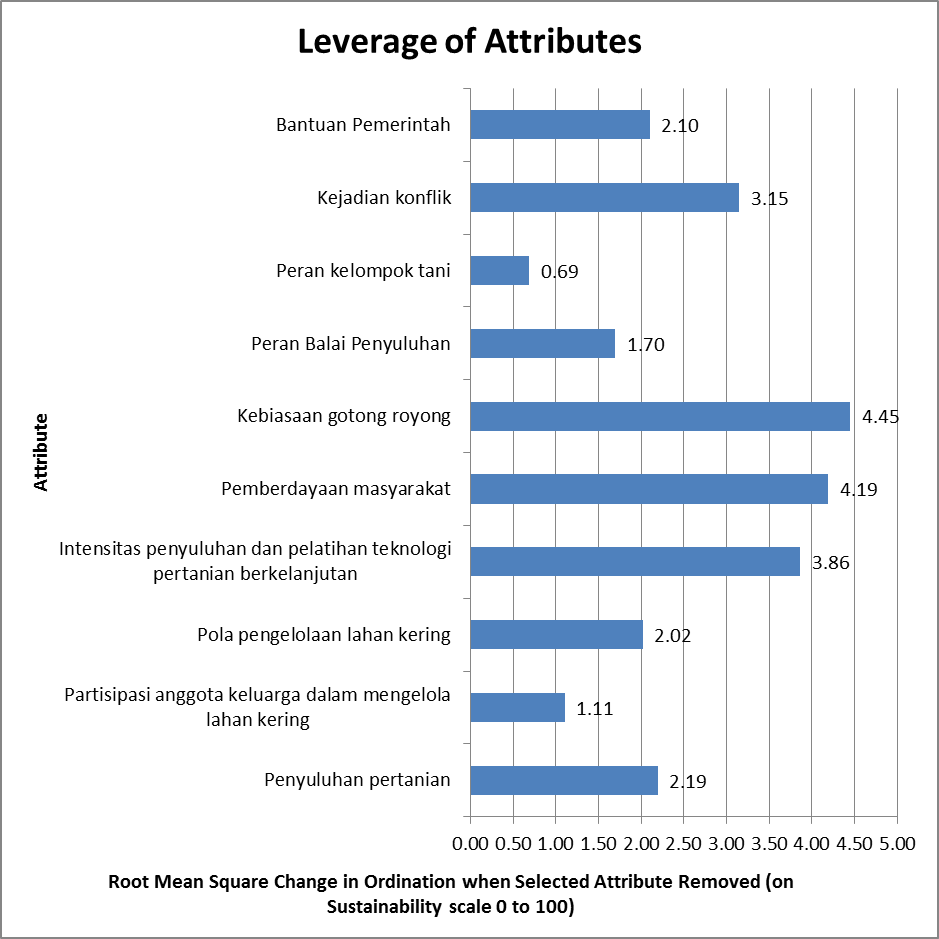 Leverage of Attributes
Bantuan Pemerintah
2.10
Kejadian konflik
3.15
Peran kelompok tani
0.69
Peran Balai Penyuluhan
1.70
Kebiasaan gotong royong
4.45
Pemberdayaan masyarakat
4.19
Intensitas penyuluhan dan pelatihan teknologi
pertanian berkelanjutan
3.86
Pola pengelolaan lahan kering
2.02
Partisipasi anggota keluarga dalam mengelola
lahan kering
1.11
Penyuluhan pertanian
2.19
Attribute
0.00 0.50 1.00 1.50 2.00 2.50 3.00 3.50 4.00 4.50 5.00
Root Mean Square Change in Ordination when Selected Attribute Removed (on
Sustainability scale 0 to 100)